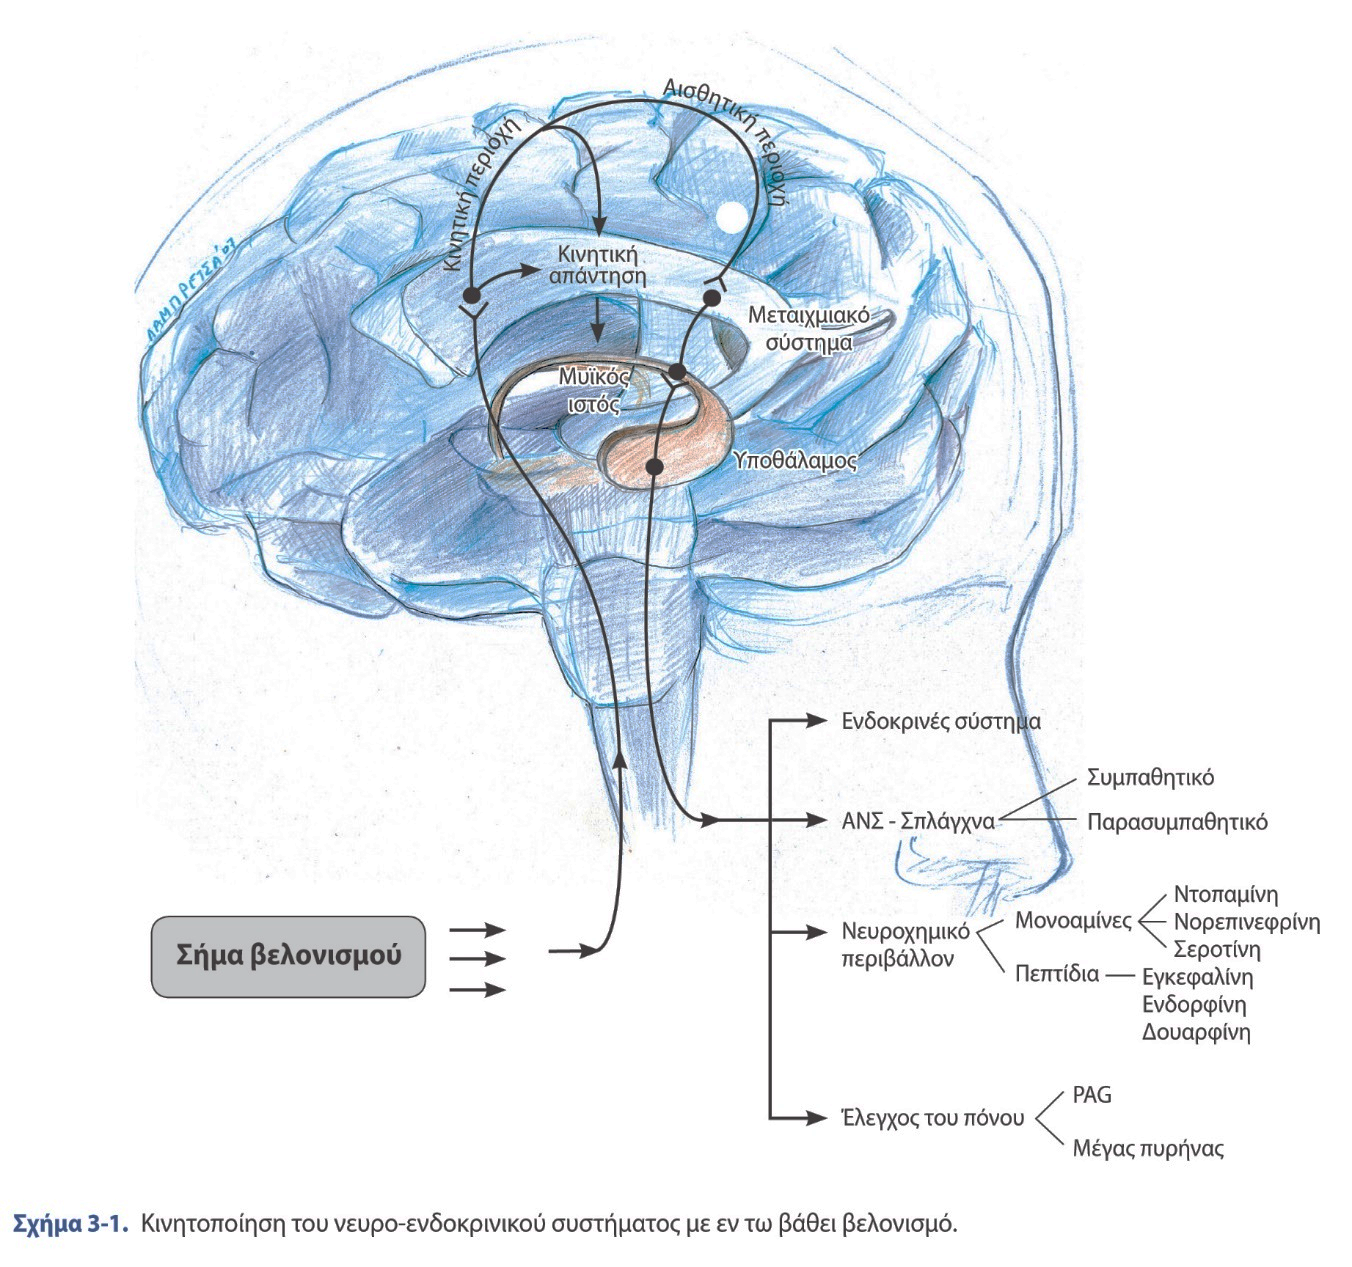 Αισθητική περιοχή
Κινητική περιοχή
Κινητική
απάντηση
Μεταιχμιακό
σύστημα
Μυϊκός
ιστός
Υποθάλαμος
ΛΑΜΠΡΕΤΣΑ '07
Ενδοκρινές σύστημα
Συμπαθητικό
ΑΝΣ - Σπλάγχνα
Παρασυμπαθητικό
Ντοπαμίνη
Μονοαμίνες
Νορεπινεφρίνη
Νευροχημικό
περιβάλλον
Σεροτίνη
Πεπτίδια
Εγκεφαλίνη
Ενδορφίνη
Δουαρφίνη
Σήμα βελονισμού
PAG
Έλεγχος του πόνου
Μέγας πυρήνας
Σχήμα 3-1. Κινητοποίηση του νευρο-ενδοκρινικού συστήματος με εν τω βάθει βελονισμό.